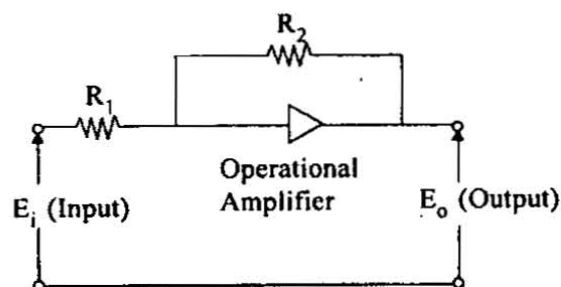 R2
R1
Operational
Amplifier
Ei (Input)
Eo (Output)